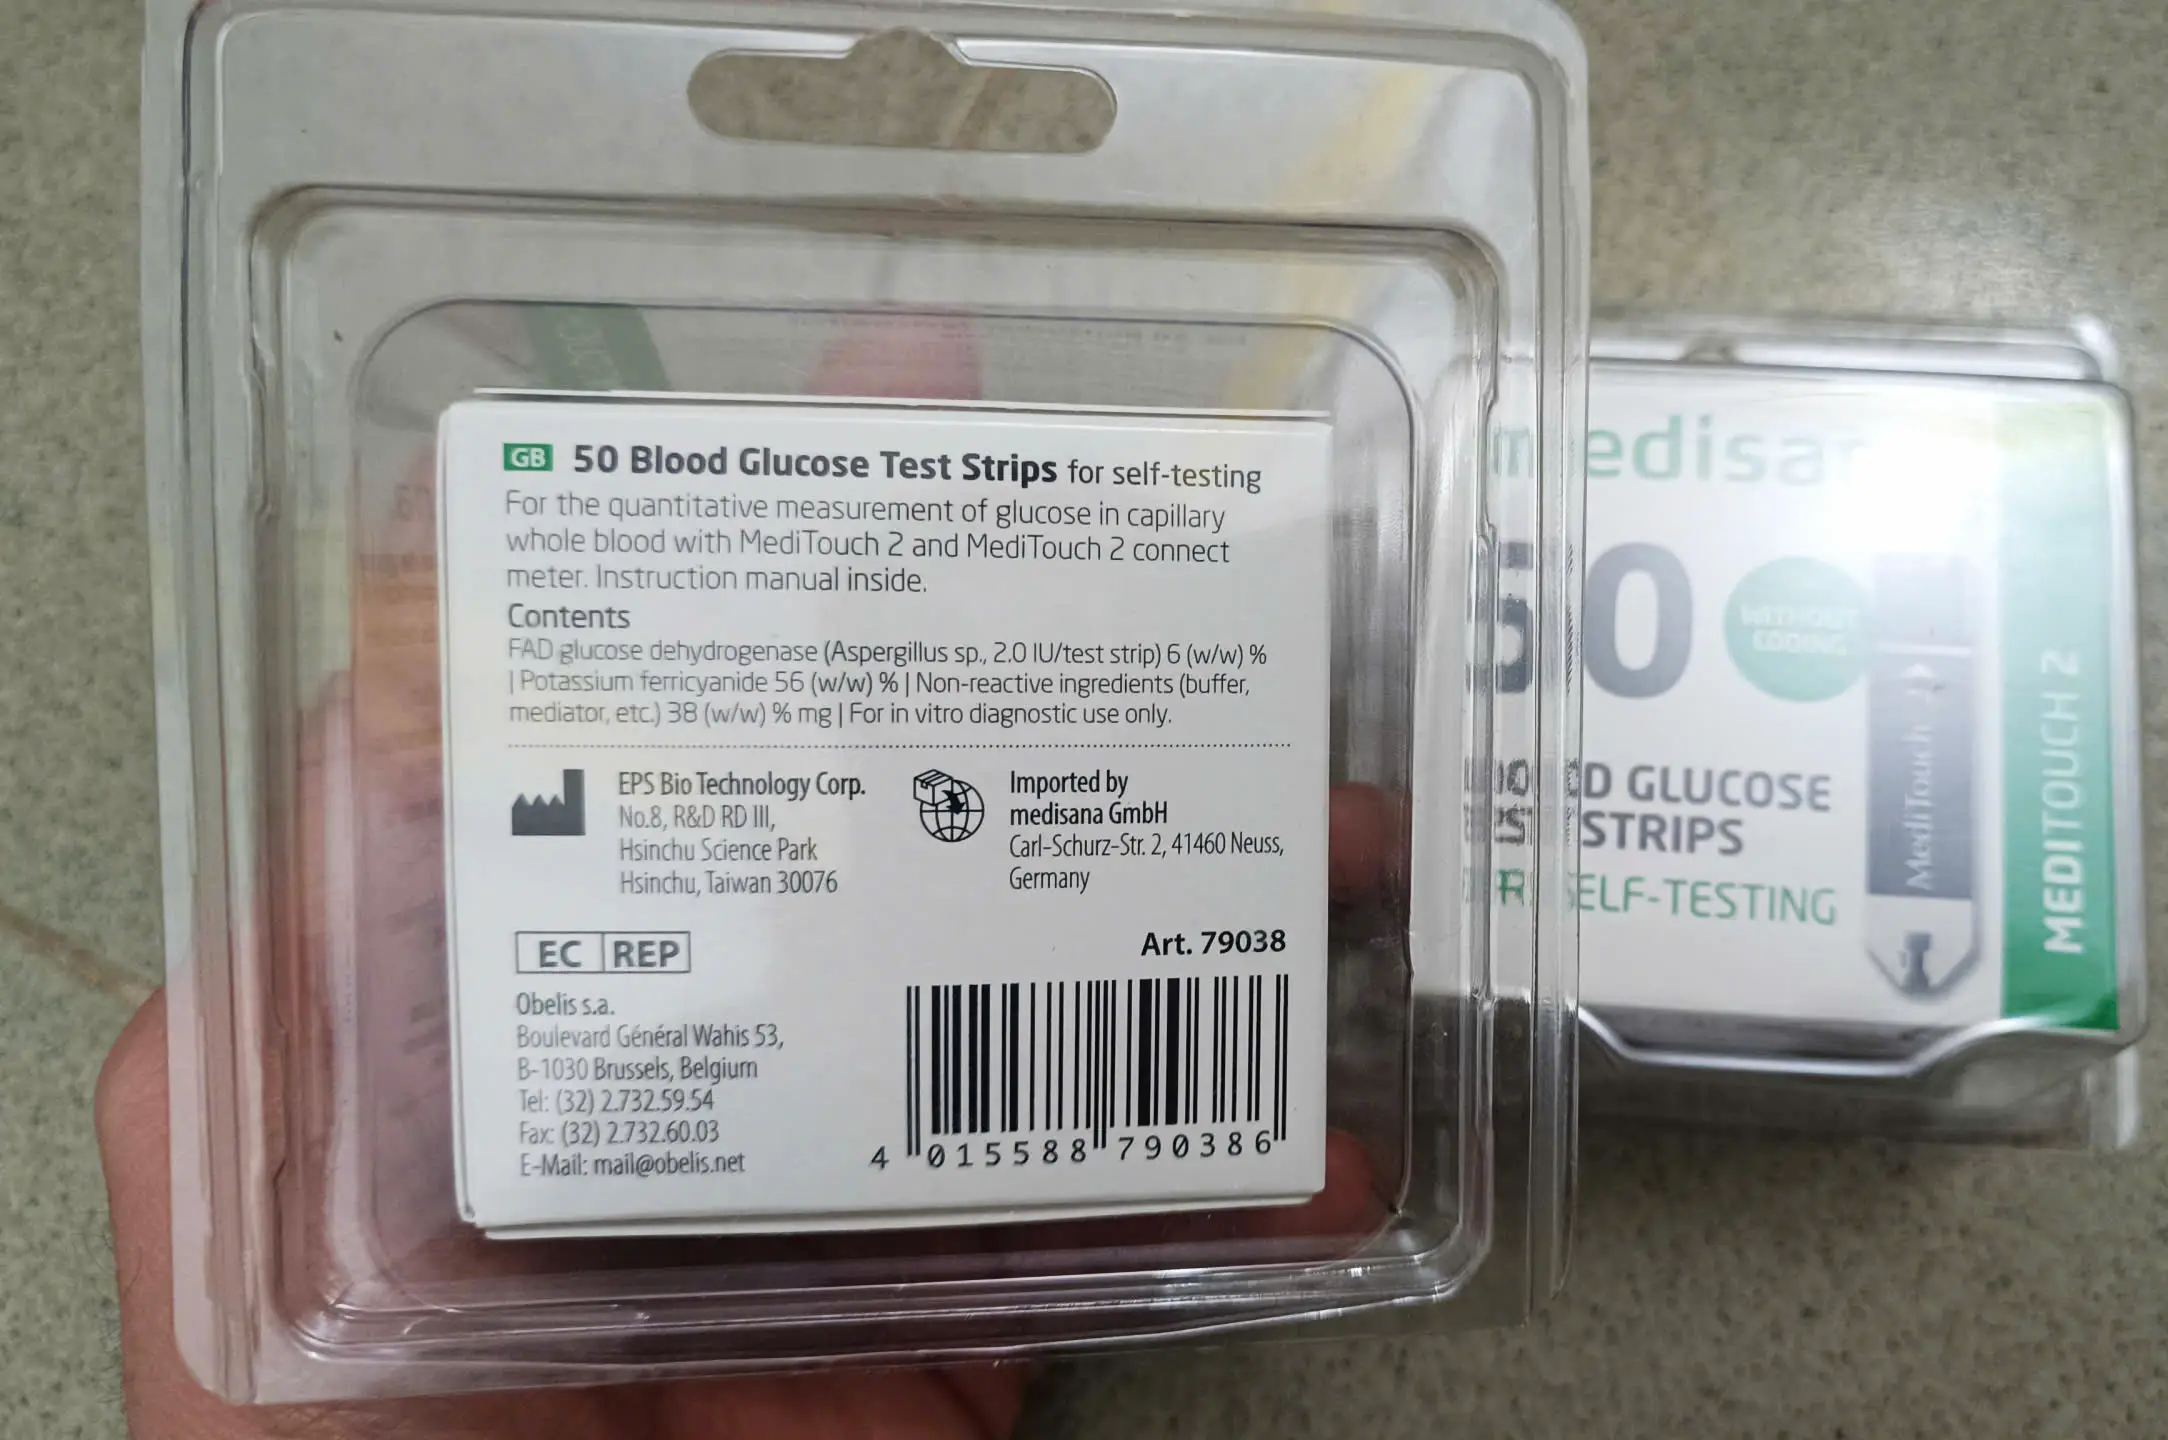 GB 50 Blood Glucose Test Strips for self-testing
For the quantitative measurement of glucose in capillary
whole blood with MediTouch 2 and MediTouch 2 connect
meter. Instruction manual inside.
Contents
FAD glucose dehydrogenase (Aspergillus sp., 2.0 IU/test strip) 6 (w/w) %
| Potassium ferricyanide 56 (w/w) % | Non-reactive ingredients (buffer,
mediator, etc.) 38 (w/w) % mg | For in vitro diagnostic use only.
EPS Bio Technology Corp.
No.8, R&D RD III,
Hsinchu Science Park
Hsinchu, Taiwan 30076
Imported by
medisana GmbH
Carl-Schurz-Str. 2, 41460 Neuss,
Germany
EC REP
Obelis s.a.
Boulevard Général Wahis 53,
B-1030 Brussels, Belgium
Tel: (32) 2.732.59.54
Fax: (32) 2.732.60.03
E-Mail: mail@obelis.net
Art. 79038
4 015588 790386
50
WITHOUT
CODING
GLUCOSE
STRIPS
SELF-TESTING
MediTouch 2
MEDITOUCH 2